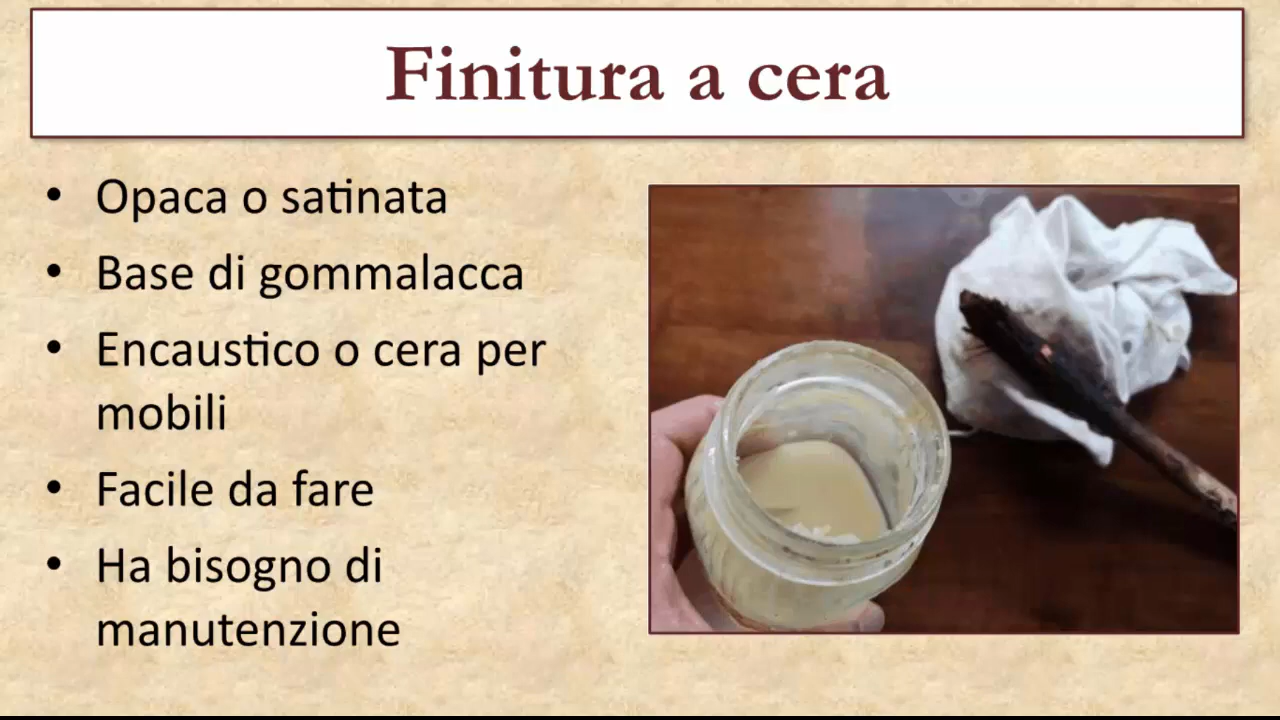 Finitura a cera
• Opaca o satinata
• Base di gommalacca
• Encaustico o cera per
mobili
• Facile da fare
• Ha bisogno di
manutenzione